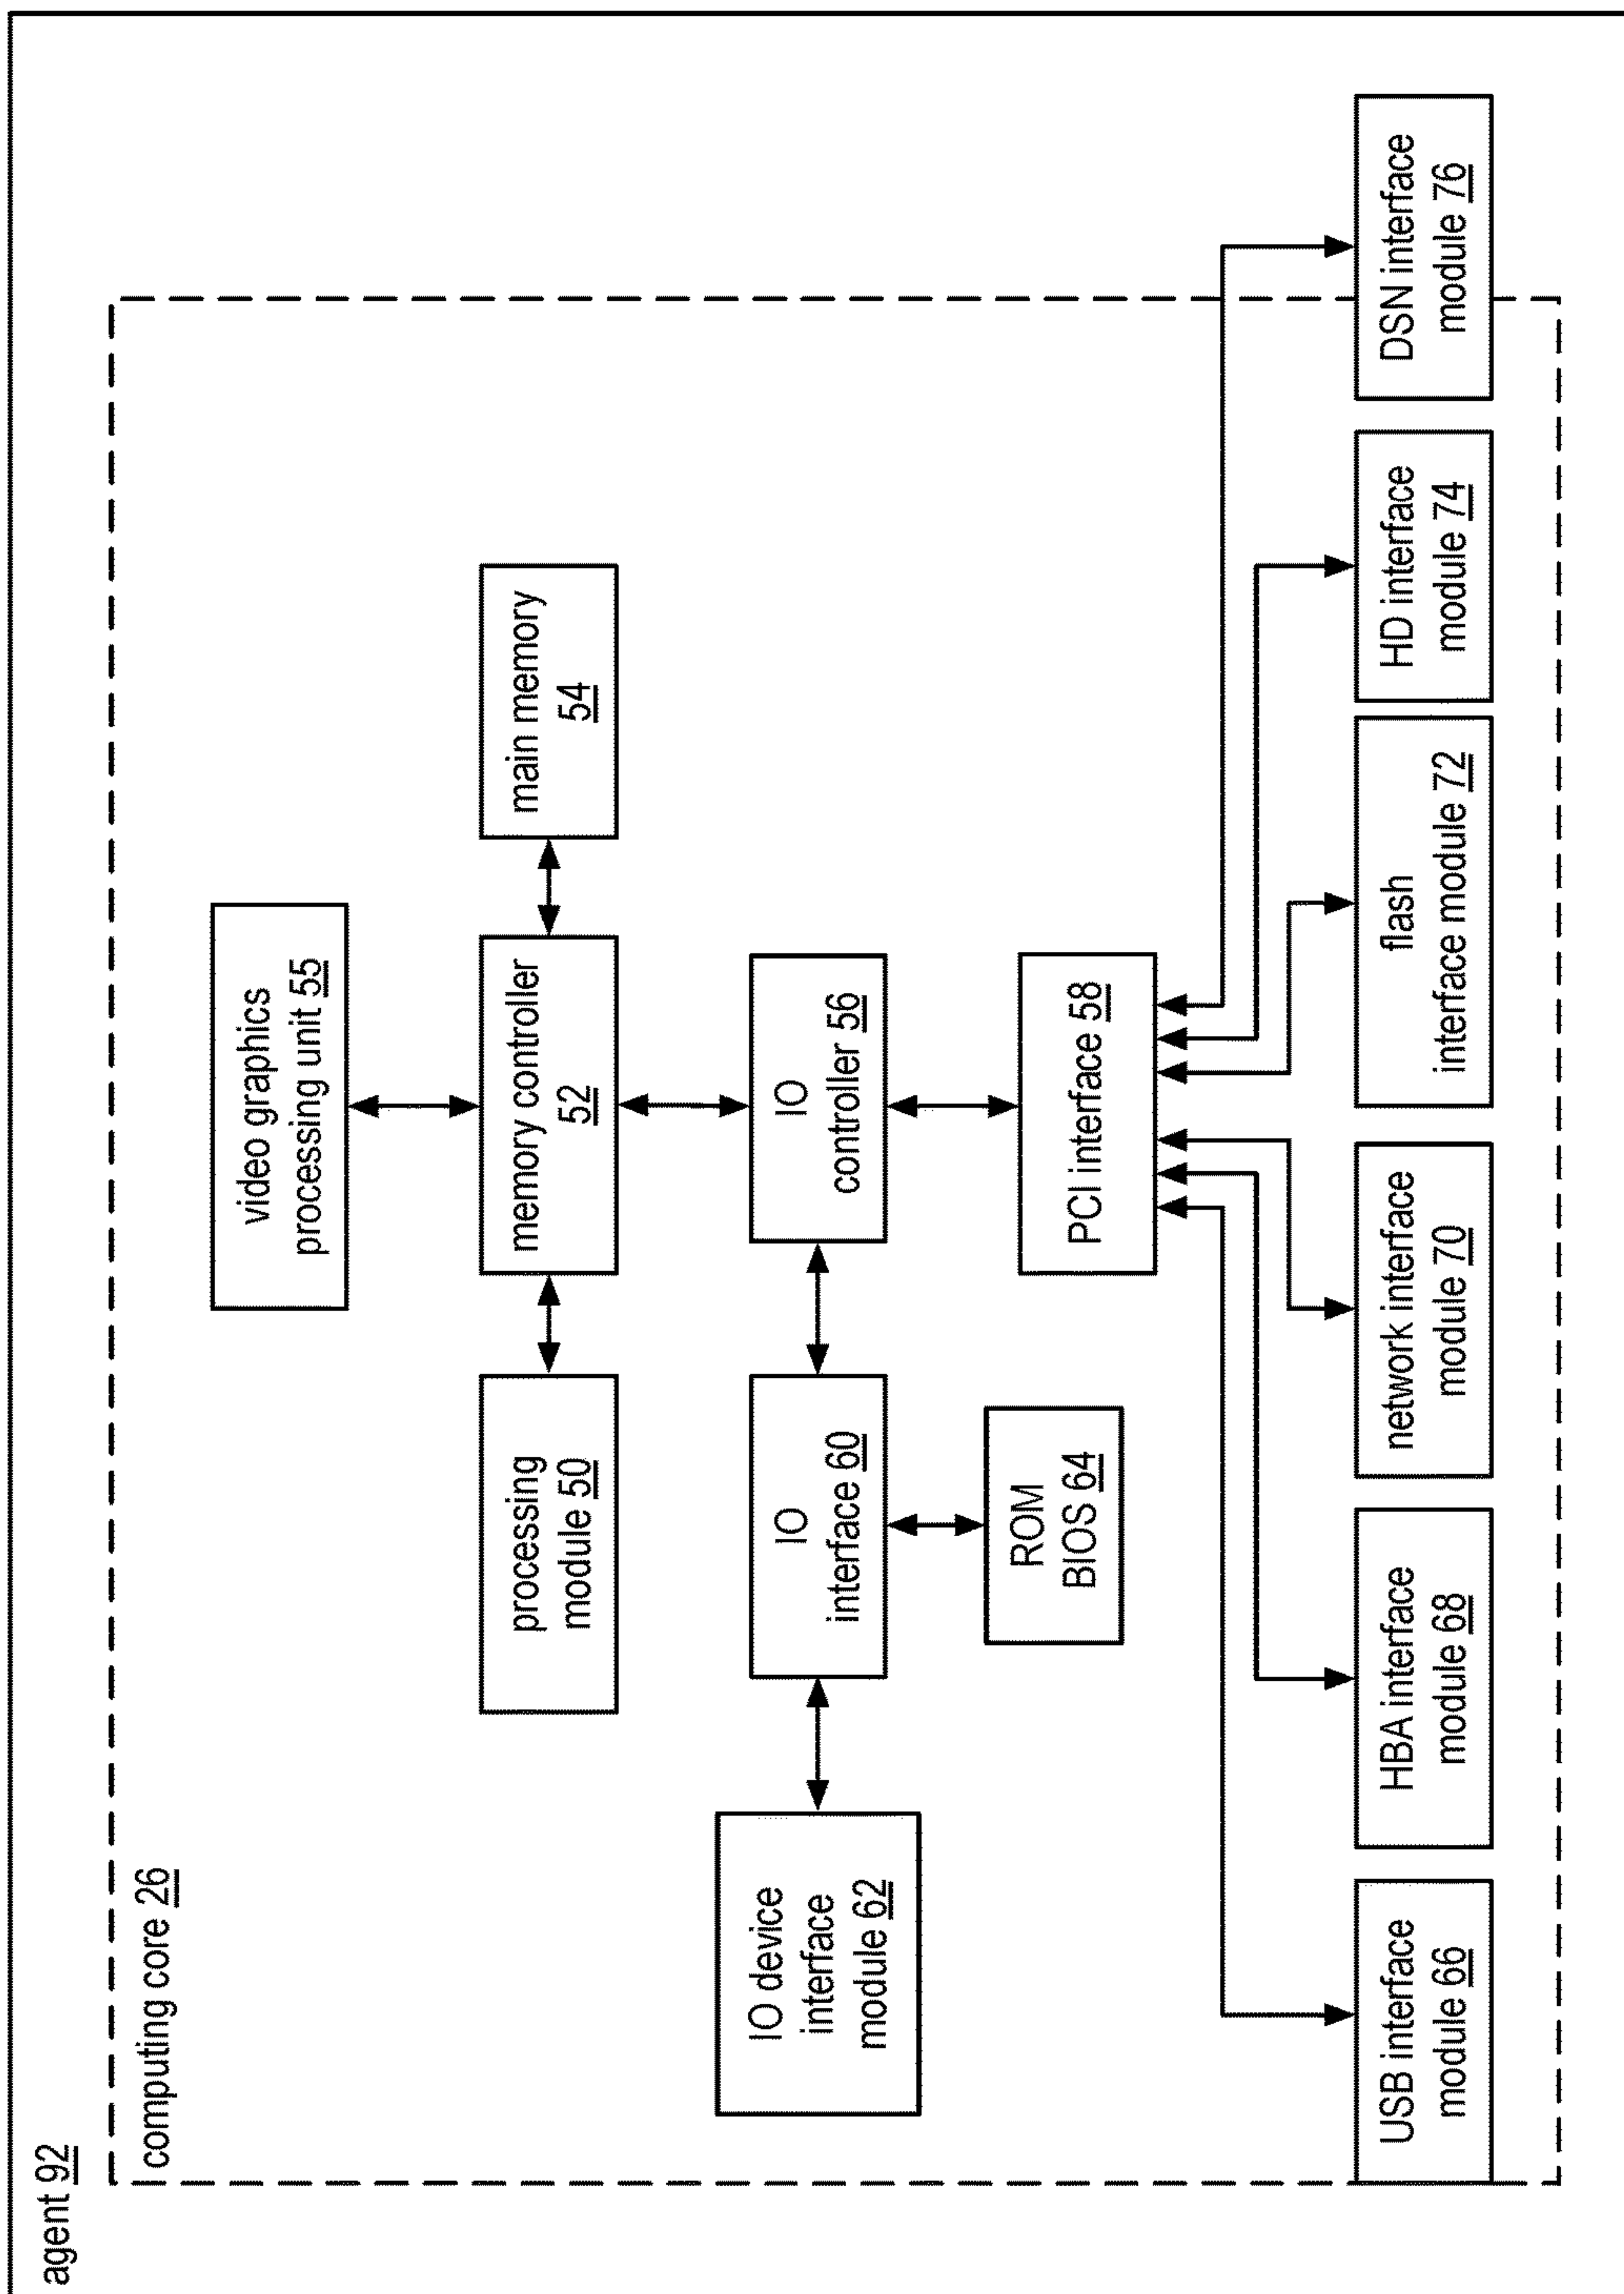 agent 92
computing core 26
video graphics
processing unit 55
processing
module 50
memory controller
52
main memory
54
IO device
interface
module 62
IO
interface 60
IO
controller 56
ROM
BIOS 64
PCI interface 58
USB interface
module 66
HBA interface
module 68
network interface
module 70
flash
interface module 72
HD interface
module 74
DSN interface
module 76